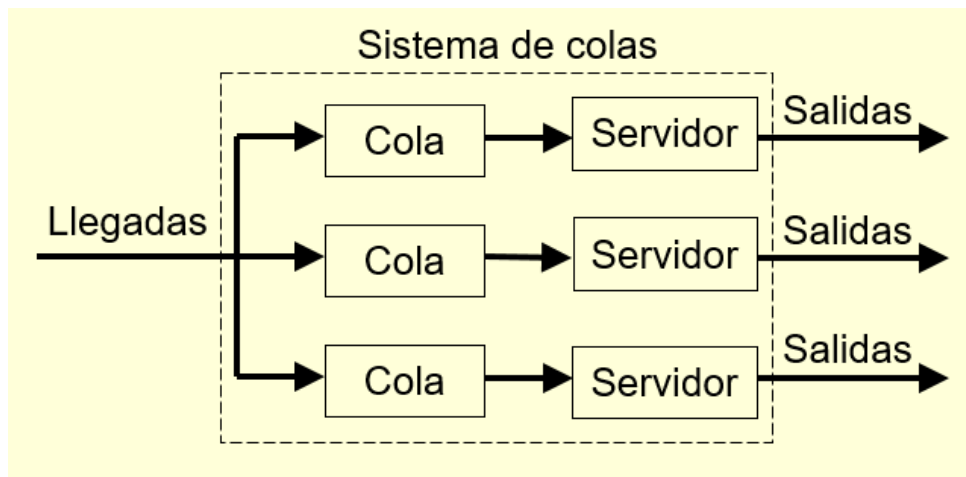 Sistema de colas
Cola
Servidor
Salidas
Llegadas
Cola
Servidor
Salidas
Cola
Servidor
Salidas